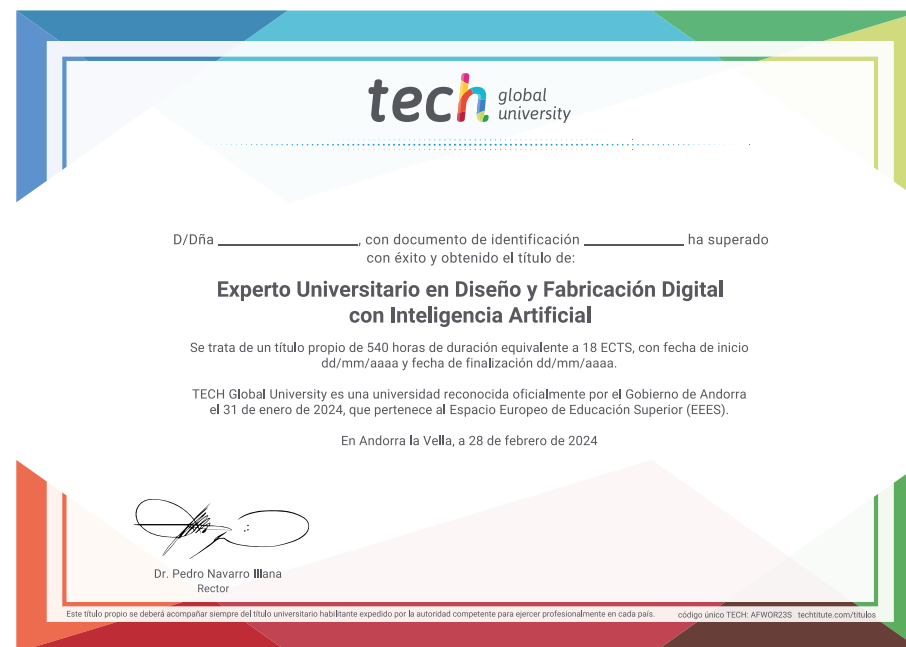 tech global university
D/Dña ____________________, con documento de identificación ______________ ha superado
con éxito y obtenido el título de:
Experto Universitario en Diseño y Fabricación Digital
con Inteligencia Artificial
Se trata de un título propio de 540 horas de duración equivalente a 18 ECTS, con fecha de inicio
dd/mm/aaaa y fecha de finalización dd/mm/aaaa.
TECH Global University es una universidad reconocida oficialmente por el Gobierno de Andorra
el 31 de enero de 2024, que pertenece al Espacio Europeo de Educación Superior (EEES).
En Andorra la Vella, a 28 de febrero de 2024
Dr. Pedro Navarro Illana
Rector
Este título propio se deberá acompañar siempre del título universitario habilitante expedido por la autoridad competente para ejercer profesionalmente en cada país. código único TECH: AFWOR23S techtitute.com/titulos